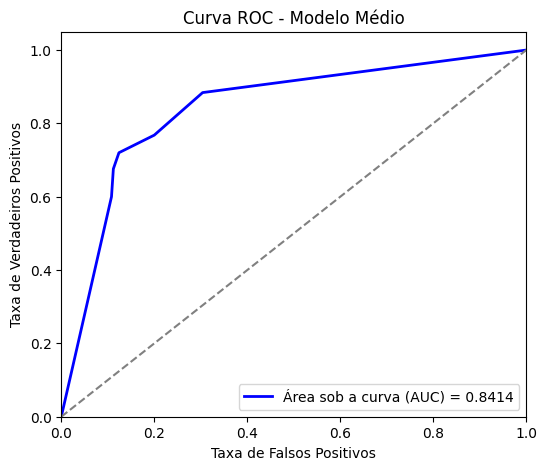 Curva ROC - Modelo Médio
Taxa de Verdadeiros Positivos
1.0
0.8
0.6
0.4
0.2
0.0
Área sob a curva (AUC) = 0.8414
0.0 0.2 0.4 0.6 0.8 1.0
Taxa de Falsos Positivos